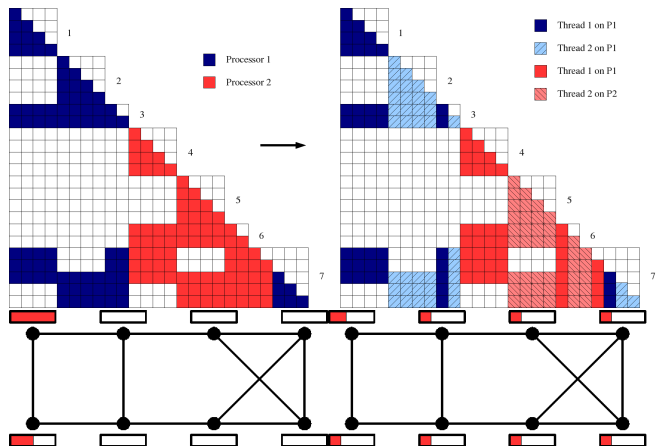 1
2
3
4
5
6
7
Processor 1
Processor 2
1
2
3
4
5
6
7
Thread 1 on P1
Thread 2 on P1
Thread 1 on P1
Thread 2 on P2